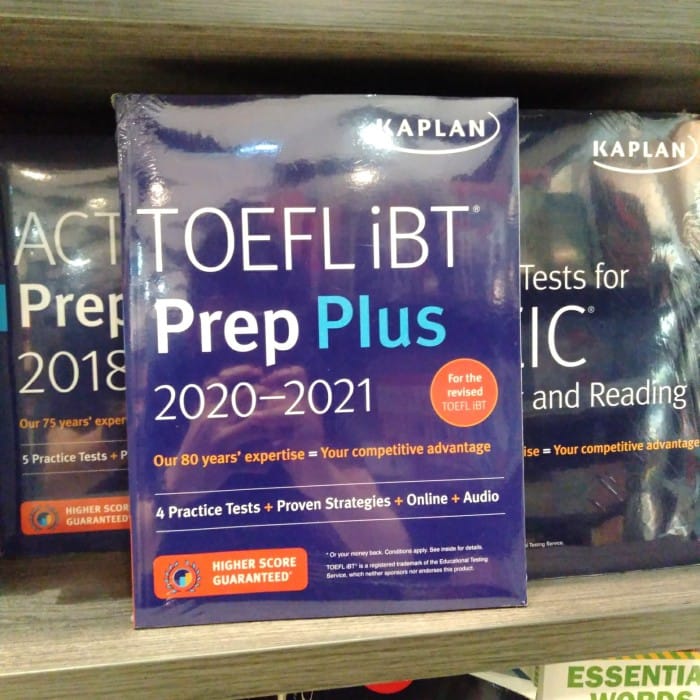 KAPLAN
TOEFL iBT®
Prep Plus
2020–2021
For the
revised
TOEFL iBT
Our 80 years' expertise = Your competitive advantage
4 Practice Tests + Proven Strategies + Online + Audio
HIGHER SCORE
GUARANTEED*
* Or your money back. Conditions apply. See inside for details.
TOEFL iBT® is a registered trademark of the Educational Testing
Service, which neither sponsors nor endorses this product.
ACT
Prep
2018
Our 75 years' exper
5 Practice Tests + P
HIGHER SCOR
GUARANTEED
KAPLAN
Tests for
IC®
and Reading
ise = Your competitive advantage
l Testing Service.
ESSENTIA
WORDS